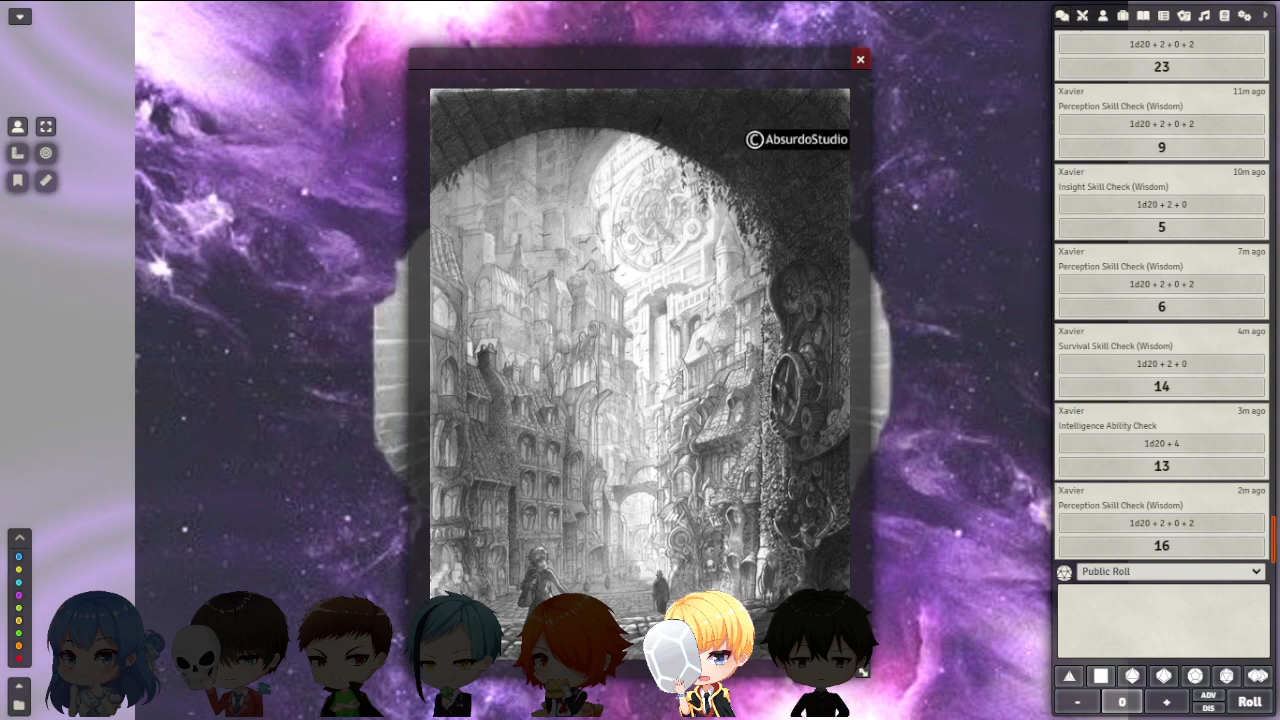 © AbsurdoStudio
1d20 + 2 + 0 + 2
23
Xavier 11m ago
Perception Skill Check (Wisdom)
1d20 + 2 + 0 + 2
9
Xavier 10m ago
Insight Skill Check (Wisdom)
1d20 + 2 + 0
5
Xavier 7m ago
Perception Skill Check (Wisdom)
1d20 + 2 + 0 + 2
6
Xavier 4m ago
Survival Skill Check (Wisdom)
1d20 + 2 + 0
14
Xavier 3m ago
Intelligence Ability Check
1d20 + 4
13
Xavier 2m ago
Perception Skill Check (Wisdom)
1d20 + 2 + 0 + 2
16
Public Roll
- 0 + ADV DIS Roll